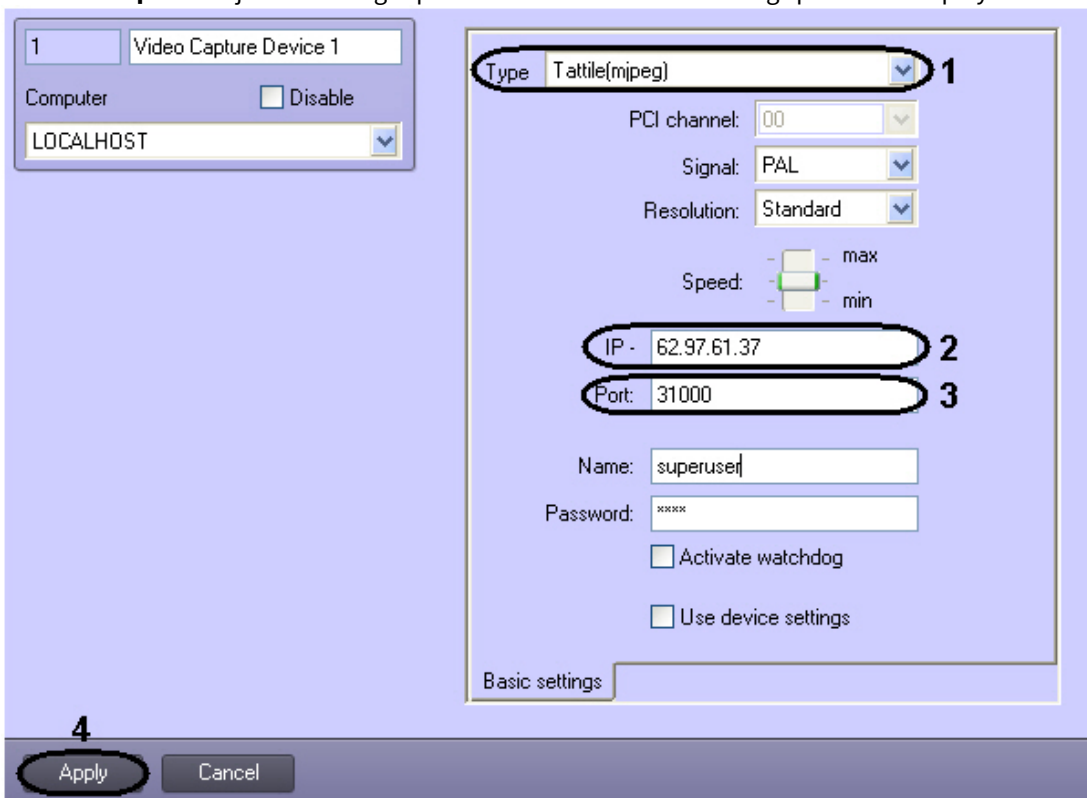 1 Video Capture Device 1
Computer Disable
LOCALHOST
Type Tattile(mjpeg) 1
PCI channel: 00
Signal: PAL
Resolution: Standard
max
Speed:
min
IP - 62.97.61.37 2
Port: 31000 3
Name: superuser
Password: ****
Activate watchdog
Use device settings
Basic settings
4
Apply Cancel